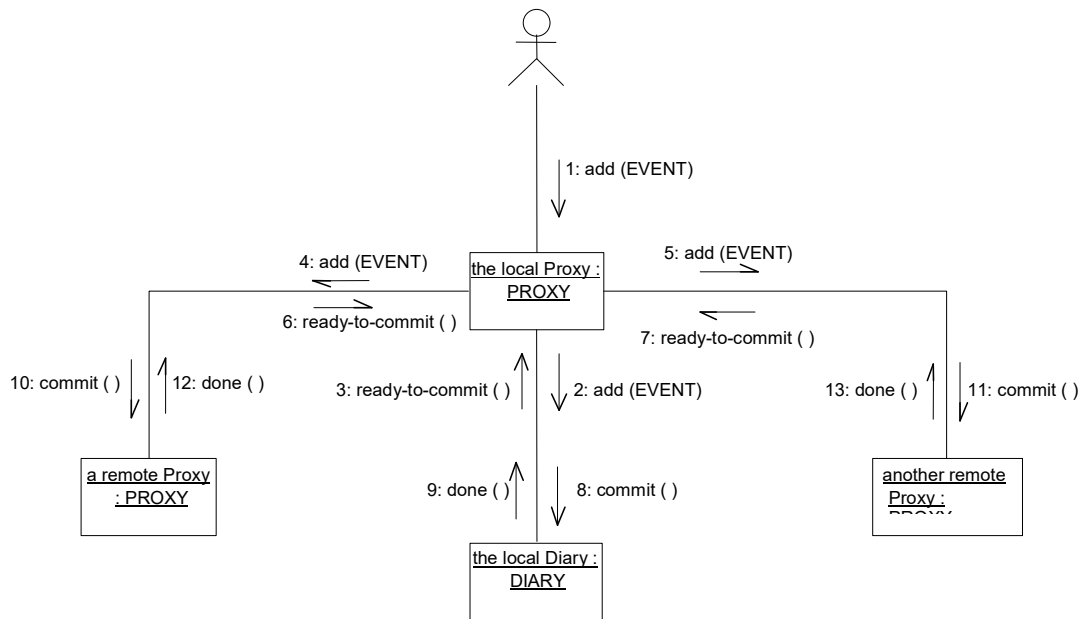 1: add (EVENT)
4: add (EVENT)
the local Proxy :
PROXY
5: add (EVENT)
6: ready-to-commit ( )
7: ready-to-commit ( )
10: commit ( )
12: done ( )
3: ready-to-commit ( )
2: add (EVENT)
13: done ( )
11: commit ( )
a remote Proxy
: PROXY
9: done ( )
8: commit ( )
another remote
Proxy :
the local Diary :
DIARY